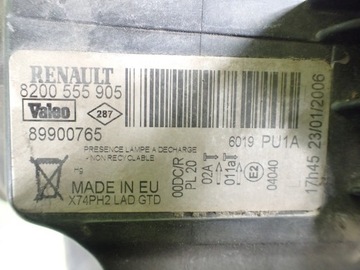 RENAULT
8200 555 905
Valeo
287
89900765
6019 PU1A
PRESENCE LAMPE A DECHARGE
- NON RECYCLABLE
Hg
MADE IN EU
X74PH2 LAD GTD
00DC/R
PL 20
02A
011a
E2
04040
17h45 23/01/2006